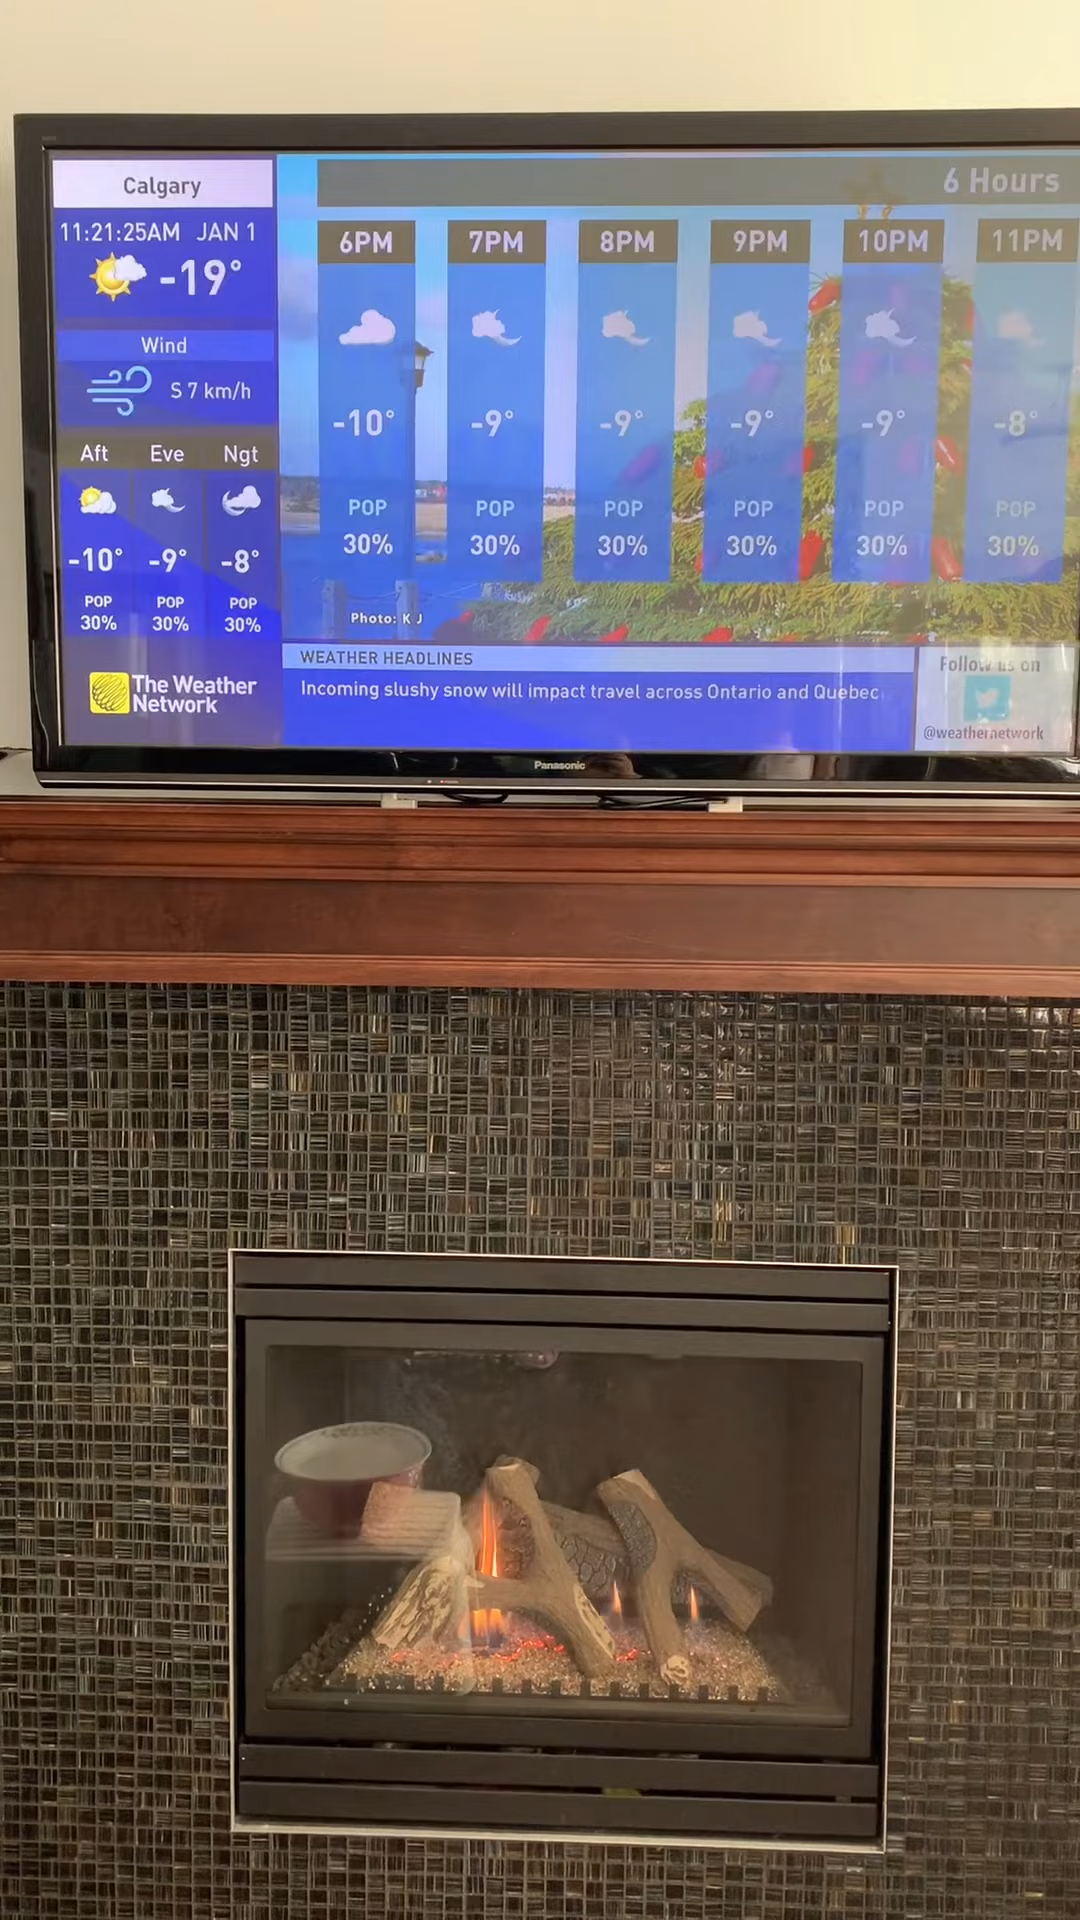 Calgary
11:21:25AM JAN 1
-19°
Wind
S 7 km/h
Aft Eve Ngt
-10° -9° -8°
POP POP POP
30% 30% 30%
The Weather
Network
6 Hours
6PM 7PM 8PM 9PM 10PM 11PM
-10° -9° -9° -9° -9° -8°
POP POP POP POP POP POP
30% 30% 30% 30% 30% 30%
Photo: K J
WEATHER HEADLINES
Incoming slushy snow will impact travel across Ontario and Quebec
Follow us on
@weathernetwork
Panasonic